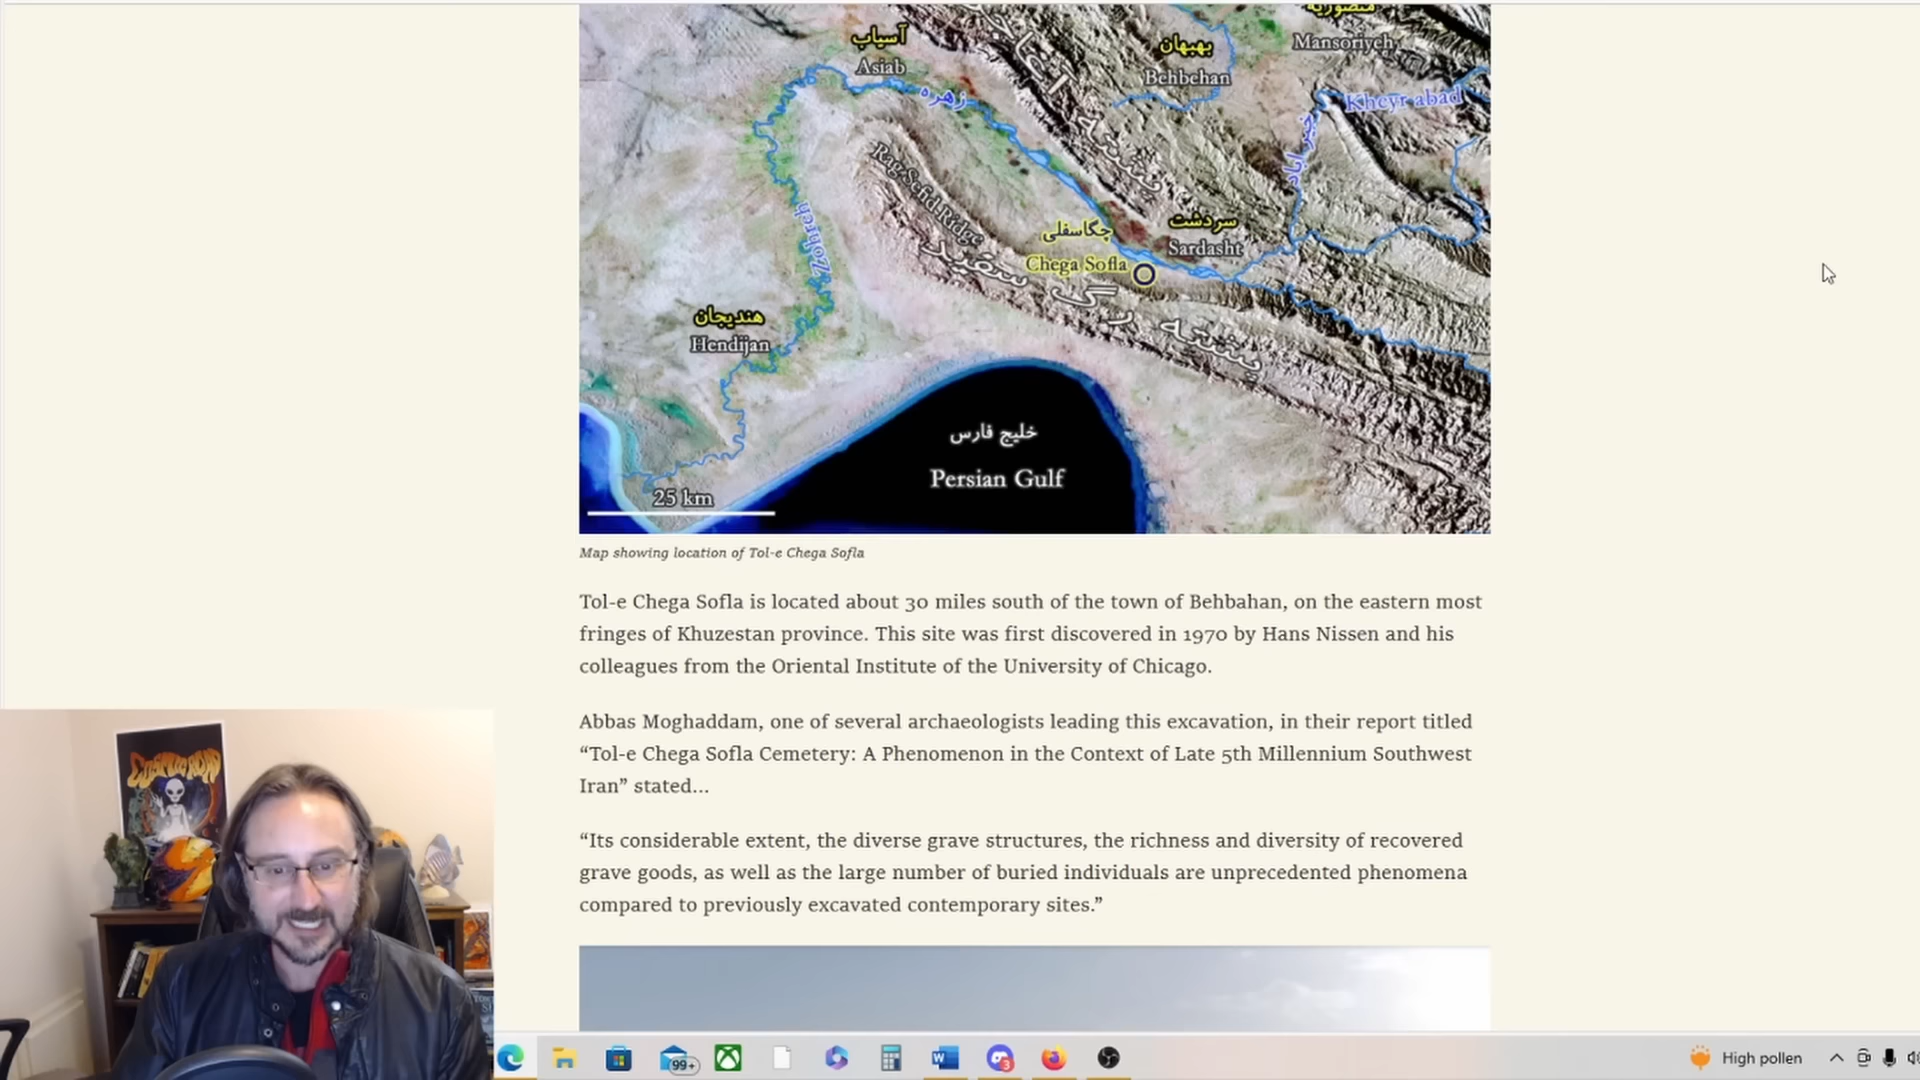 منصوریه
Mansoriyeh
آسیاب
Asiab
بهبهان
Behbehan
زهره
Kheyr abad
خیر آباد
Rag Sefid Ridge
Zohreh
سردشت
Sardasht
چگاسفلی
Chega Sofla
پشته رگ سفید
هندیجان
Hendijan
خلیج فارس
Persian Gulf
25 km
Map showing location of Tol-e Chega Sofla
Tol-e Chega Sofla is located about 30 miles south of the town of Behbahan, on the eastern most
fringes of Khuzestan province. This site was first discovered in 1970 by Hans Nissen and his
colleagues from the Oriental Institute of the University of Chicago.
Abbas Moghaddam, one of several archaeologists leading this excavation, in their report titled
“Tol-e Chega Sofla Cemetery: A Phenomenon in the Context of Late 5th Millennium Southwest
Iran” stated…
“Its considerable extent, the diverse grave structures, the richness and diversity of recovered
grave goods, as well as the large number of buried individuals are unprecedented phenomena
compared to previously excavated contemporary sites.”
99+
3
High pollen